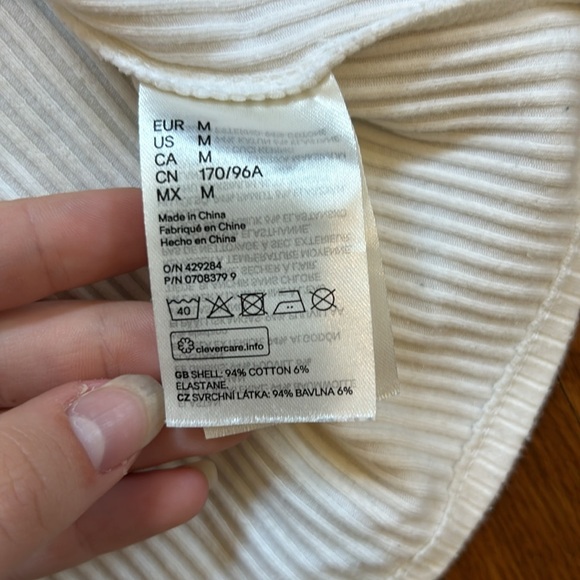 EUR M
US M
CA M
CN 170/96A
MX M
Made in China
Fabriqué en Chine
Hecho en China
O/N 429284
P/N 0708379 9
40
clevercare.info
GB SHELL: 94% COTTON 6%
ELASTANE.
CZ SVRCHNÍ LÁTKA: 94% BAVLNA 6%